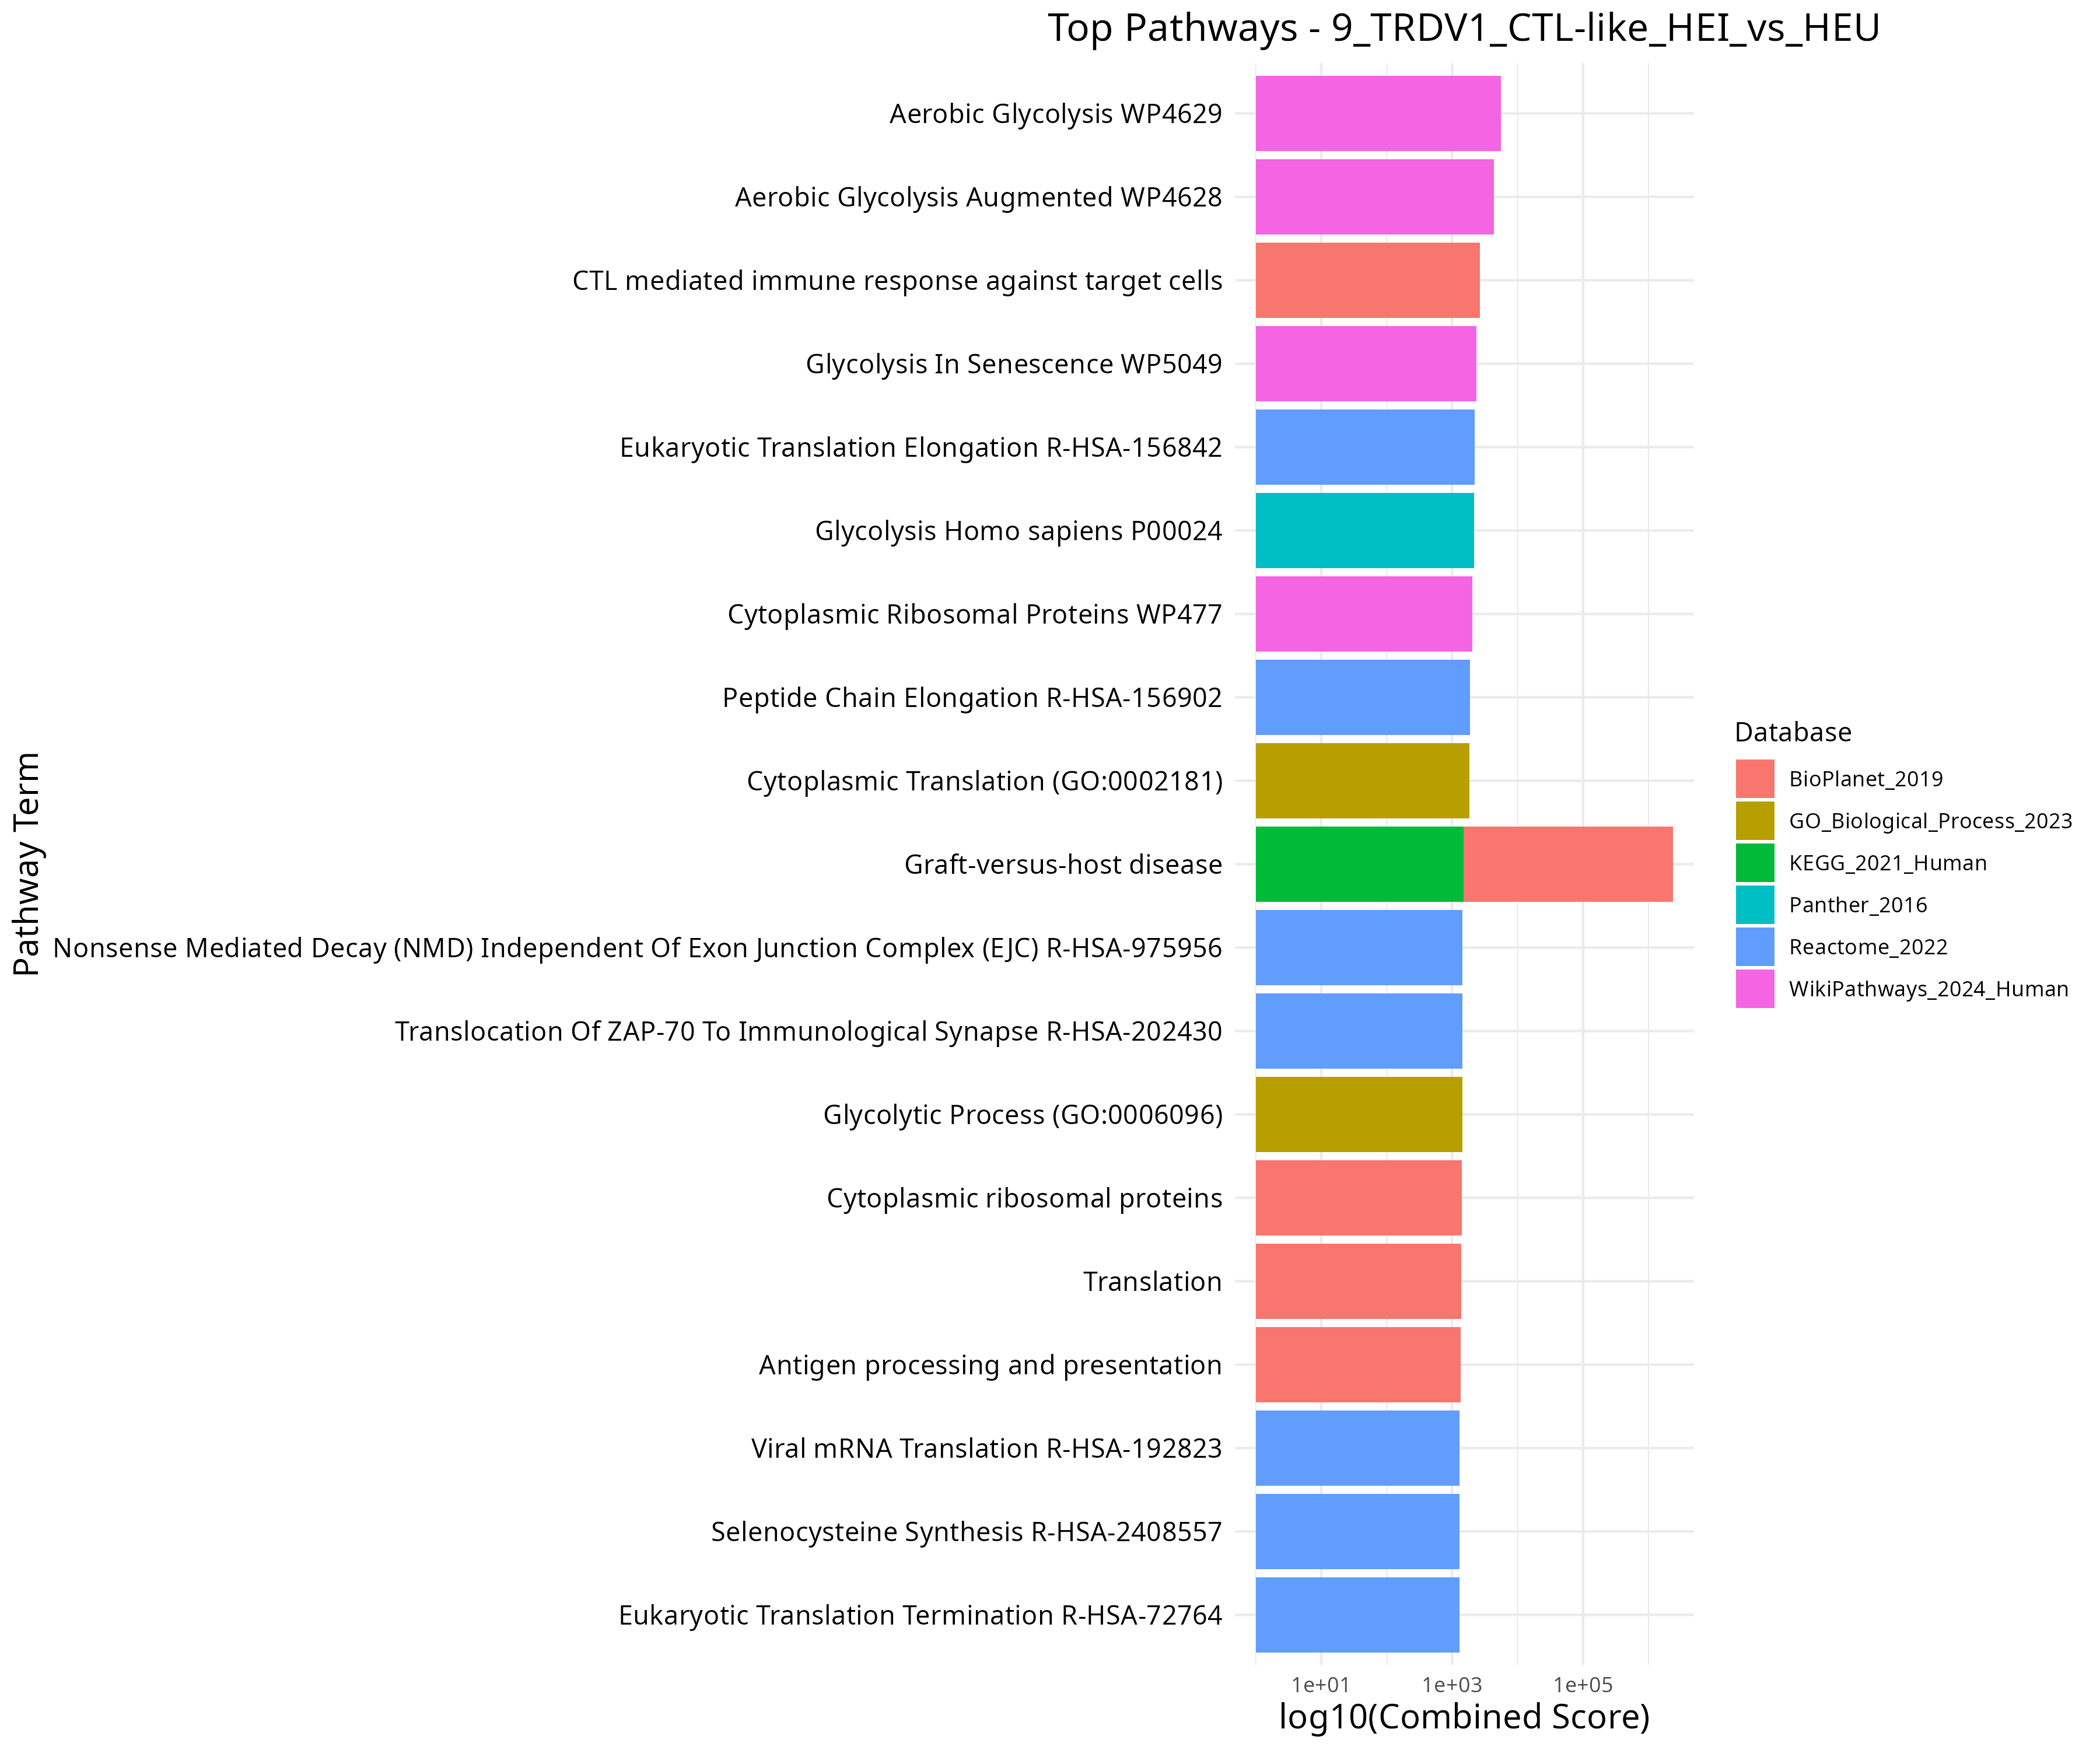 Top Pathways - 9_TRDV1_CTL-like_HEI_vs_HEU
Pathway Term
Aerobic Glycolysis WP4629
Aerobic Glycolysis Augmented WP4628
CTL mediated immune response against target cells
Glycolysis In Senescence WP5049
Eukaryotic Translation Elongation R-HSA-156842
Glycolysis Homo sapiens P00024
Cytoplasmic Ribosomal Proteins WP477
Peptide Chain Elongation R-HSA-156902
Cytoplasmic Translation (GO:0002181)
Graft-versus-host disease
Nonsense Mediated Decay (NMD) Independent Of Exon Junction Complex (EJC) R-HSA-975956
Translocation Of ZAP-70 To Immunological Synapse R-HSA-202430
Glycolytic Process (GO:0006096)
Cytoplasmic ribosomal proteins
Translation
Antigen processing and presentation
Viral mRNA Translation R-HSA-192823
Selenocysteine Synthesis R-HSA-2408557
Eukaryotic Translation Termination R-HSA-72764
1e+01 1e+03 1e+05
log10(Combined Score)
Database
BioPlanet_2019
GO_Biological_Process_2023
KEGG_2021_Human
Panther_2016
Reactome_2022
WikiPathways_2024_Human